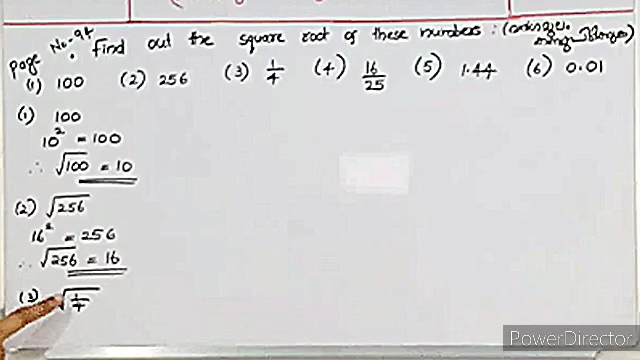 Page No-94. Find out the square root of these numbers:
(1) 100 (2) 256 (3) 1/4 (4) 16/25 (5) 1.44 (6) 0.01
(1) 100
10² = 100
∴ √100 = 10
(2) √256
16² = 256
∴ √256 = 16
(3) √1/4
PowerDirector